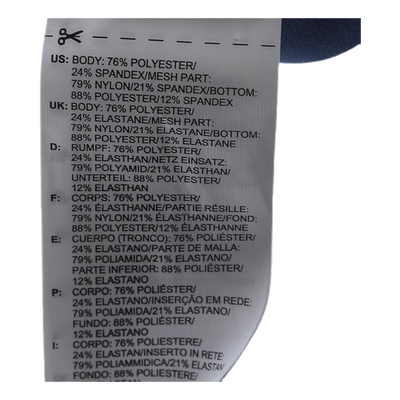 US: BODY: 76% POLYESTER/
24% SPANDEX/MESH PART:
79% NYLON/21% SPANDEX/BOTTOM:
88% POLYESTER/12% SPANDEX
UK: BODY: 76% POLYESTER/
24% ELASTANE/MESH PART:
79% NYLON/21% ELASTANE/BOTTOM:
88% POLYESTER/12% ELASTANE
D: RUMPF: 76% POLYESTER/
24% ELASTHAN/NETZ EINSATZ:
79% POLYAMID/21% ELASTHAN/
UNTERTEIL: 88% POLYESTER/
12% ELASTHAN
F: CORPS: 76% POLYESTER/
24% ÉLASTHANNE/PARTIE RÉSILLE:
79% NYLON/21% ÉLASTHANNE/FOND:
88% POLYESTER/12% ÉLASTHANNE
E: CUERPO (TRONCO): 76% POLIÉSTER/
24% ELASTANO/PARTE DE MALLA:
79% POLIAMIDA/21% ELASTANO/
PARTE INFERIOR: 88% POLIÉSTER/
12% ELASTANO
P: CORPO: 76% POLIÉSTER/
24% ELASTANO/INSERÇÃO EM REDE:
79% POLIAMIDA/21% ELASTANO/
FUNDO: 88% POLIÉSTER/
12% ELASTANO
I: CORPO: 76% POLIESTERE/
24% ELASTAN/INSERTO IN RETE:
79% POLIAMMIDICA/21% ELASTAN/
FONDO: 88% POLIESTERE/
12% ELASTAN